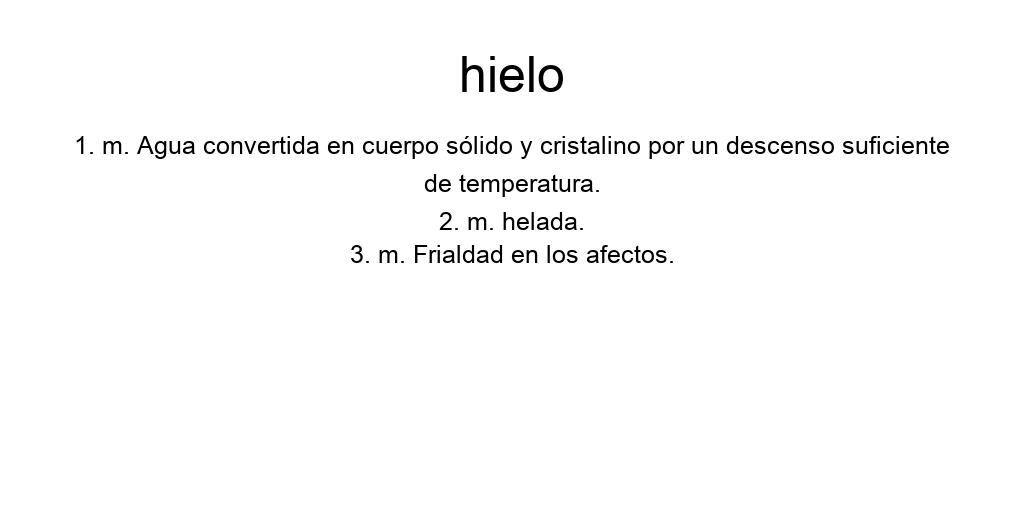 hielo
1. m. Agua convertida en cuerpo sólido y cristalino por un descenso suficiente
de temperatura.
2. m. helada.
3. m. Frialdad en los afectos.